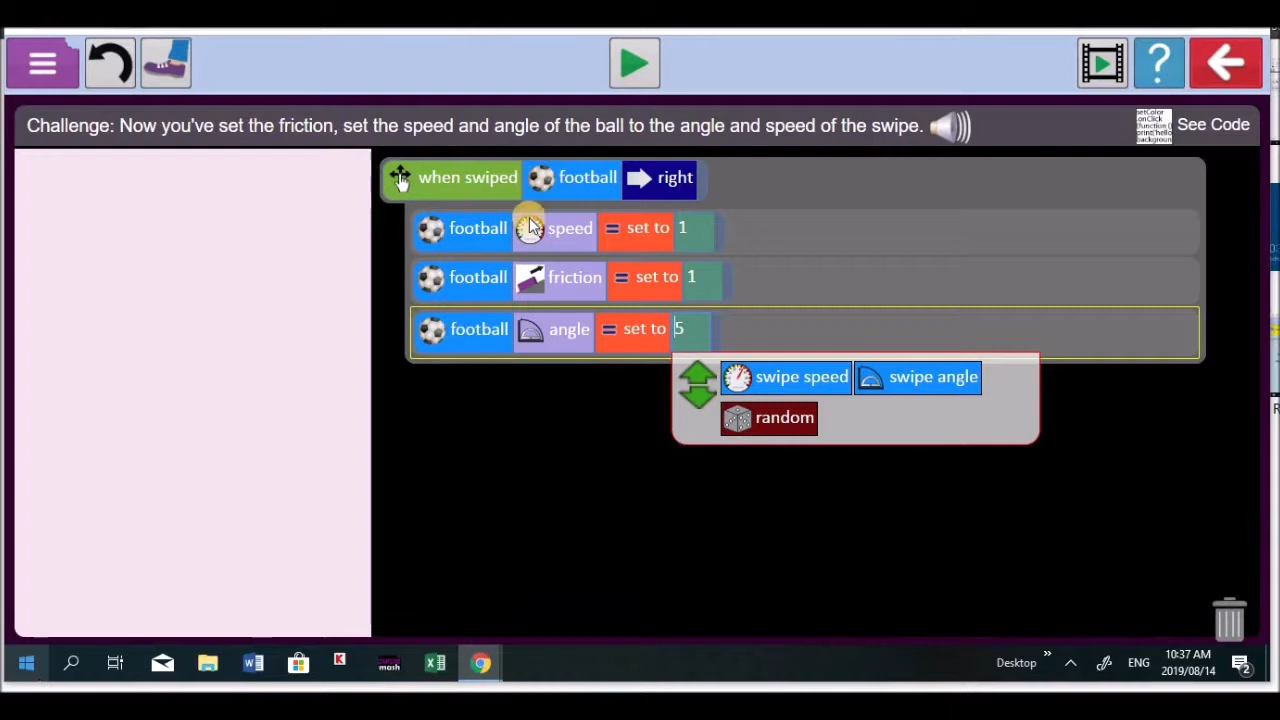 Challenge: Now you've set the friction, set the speed and angle of the ball to the angle and speed of the swipe.
See Code
when swiped football right
football speed = set to 1
football friction = set to 1
football angle = set to 5
swipe speed swipe angle
random
Desktop
ENG
10:37 AM
2019/08/14
2